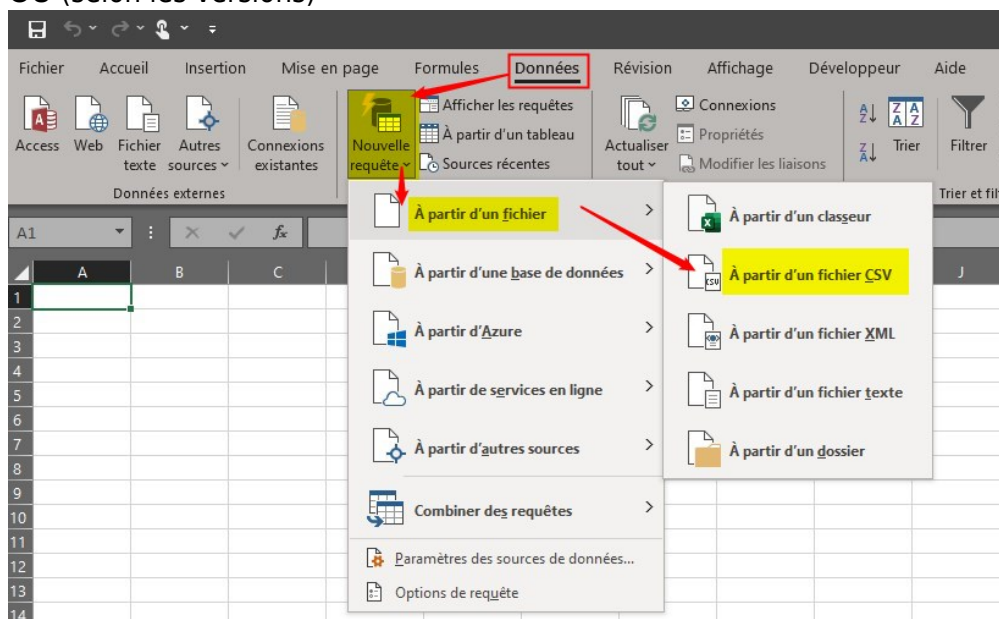 OU (selon les versions)
Fichier Accueil Insertion Mise en page Formules Données Révision Affichage Développeur Aide
Access Web Fichier texte Autres sources Connexions existantes
Nouvelle requête
Afficher les requêtes
À partir d'un tableau
Sources récentes
Actualiser tout
Connexions
Propriétés
Modifier les liaisons
Trier Filtrer
Données externes
Trier et fil
À partir d'un fichier
À partir d'une base de données
À partir d'Azure
À partir de services en ligne
À partir d'autres sources
Combiner des requêtes
Paramètres des sources de données...
Options de requête
À partir d'un classeur
À partir d'un fichier CSV
À partir d'un fichier XML
À partir d'un fichier texte
À partir d'un dossier
A1 fx
A B C J
1
2
3
4
5
6
7
8
9
10
11
12
13
14